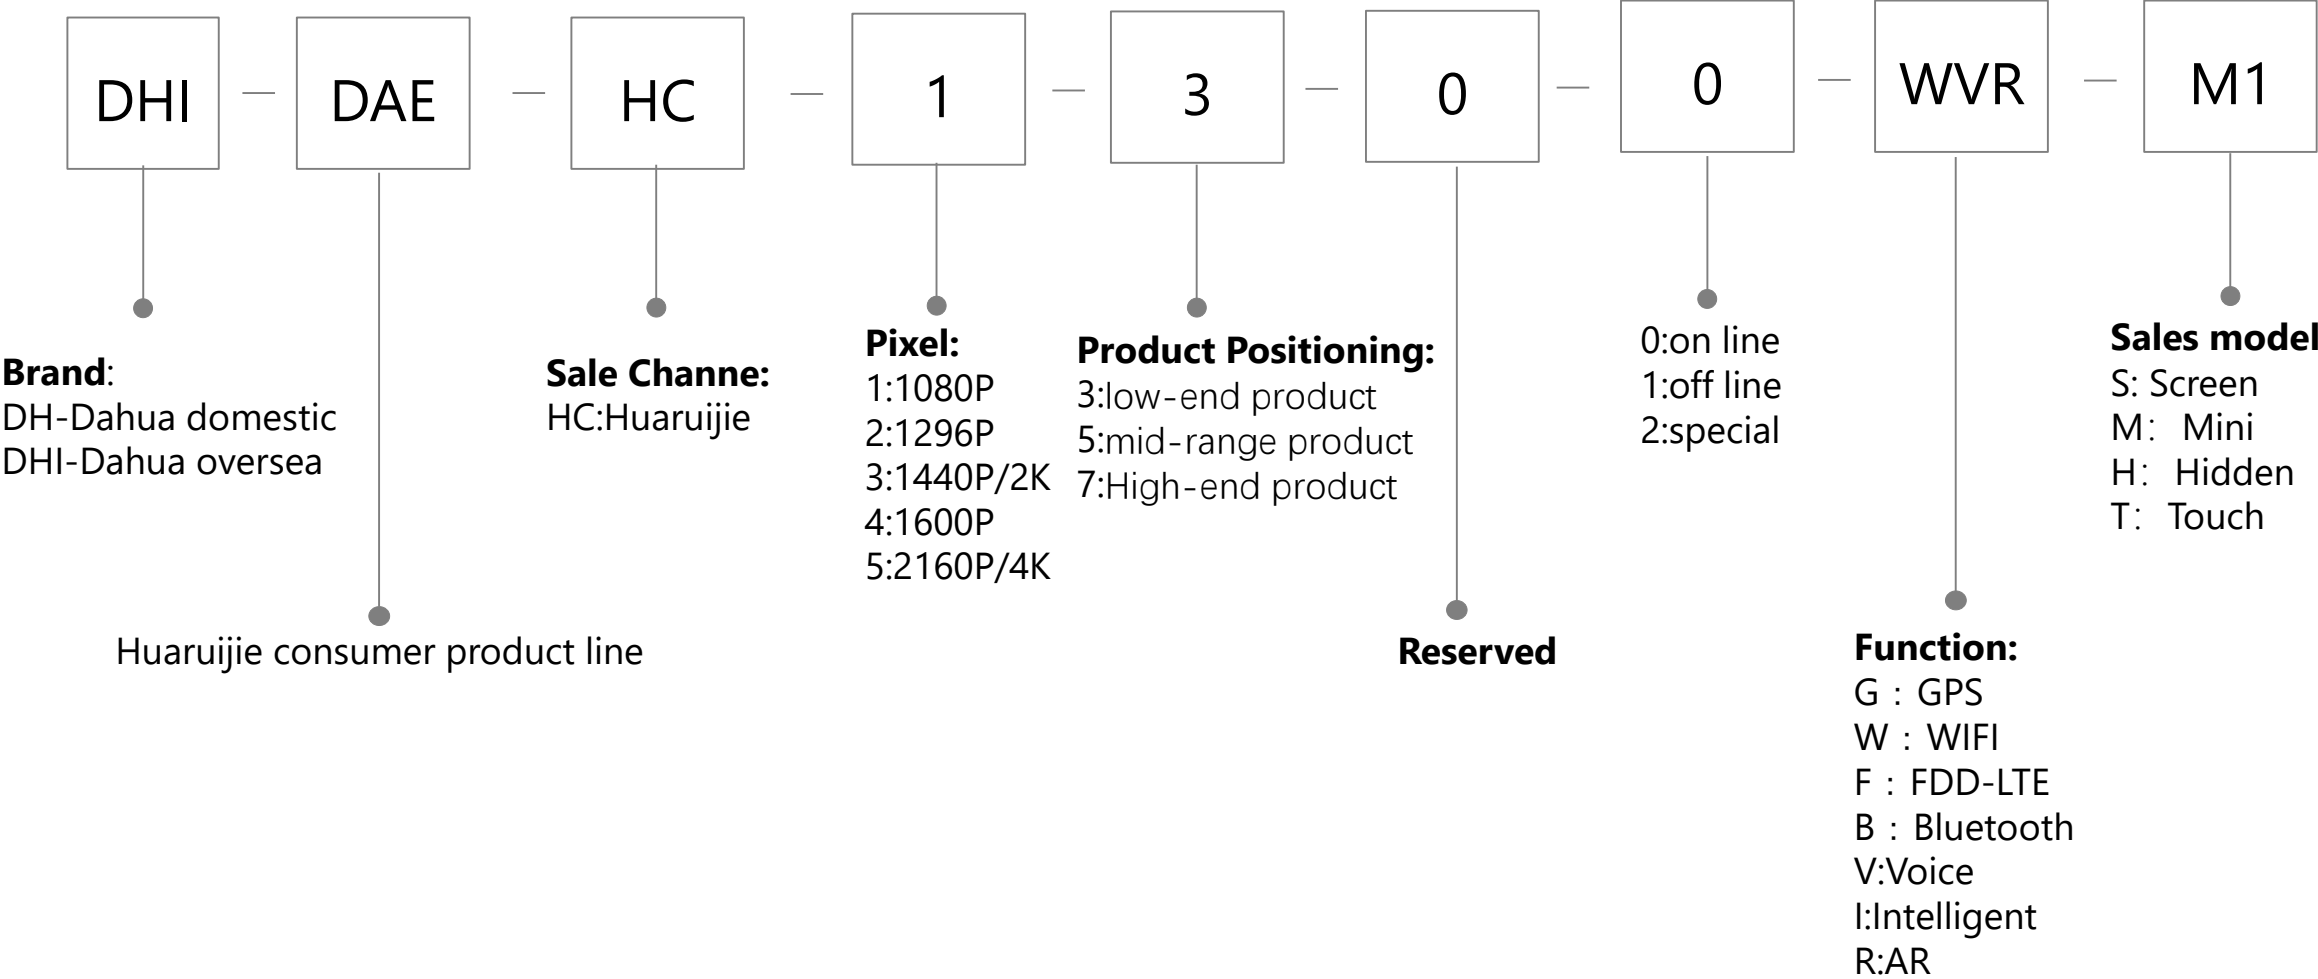 DHI
DAE
HC
1
3
0
0
WVR
M1
Brand:
DH-Dahua domestic
DHI-Dahua oversea
Huaruijie consumer product line
Sale Channe:
HC:Huaruijie
Pixel:
1:1080P
2:1296P
3:1440P/2K
4:1600P
5:2160P/4K
Product Positioning:
3:low-end product
5:mid-range product
7:High-end product
Reserved
0:on line
1:off line
2:special
Function:
G：GPS
W：WIFI
F：FDD-LTE
B：Bluetooth
V:Voice
I:Intelligent
R:AR
Sales model
S: Screen
M： Mini
H： Hidden
T： Touch